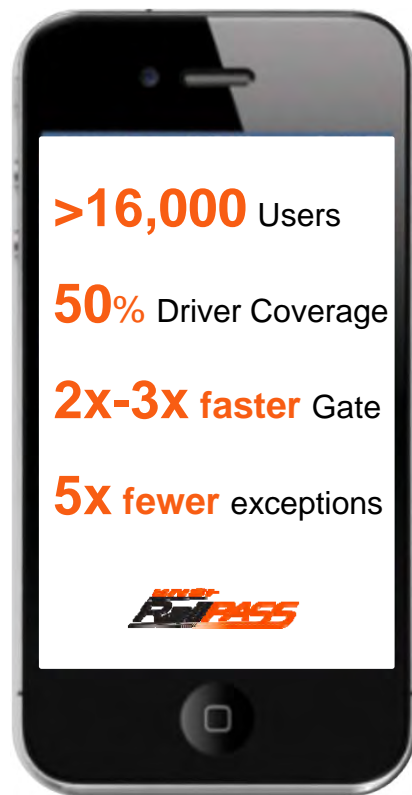 >16,000 Users
50% Driver Coverage
2x-3x faster Gate
5x fewer exceptions
RailPASS